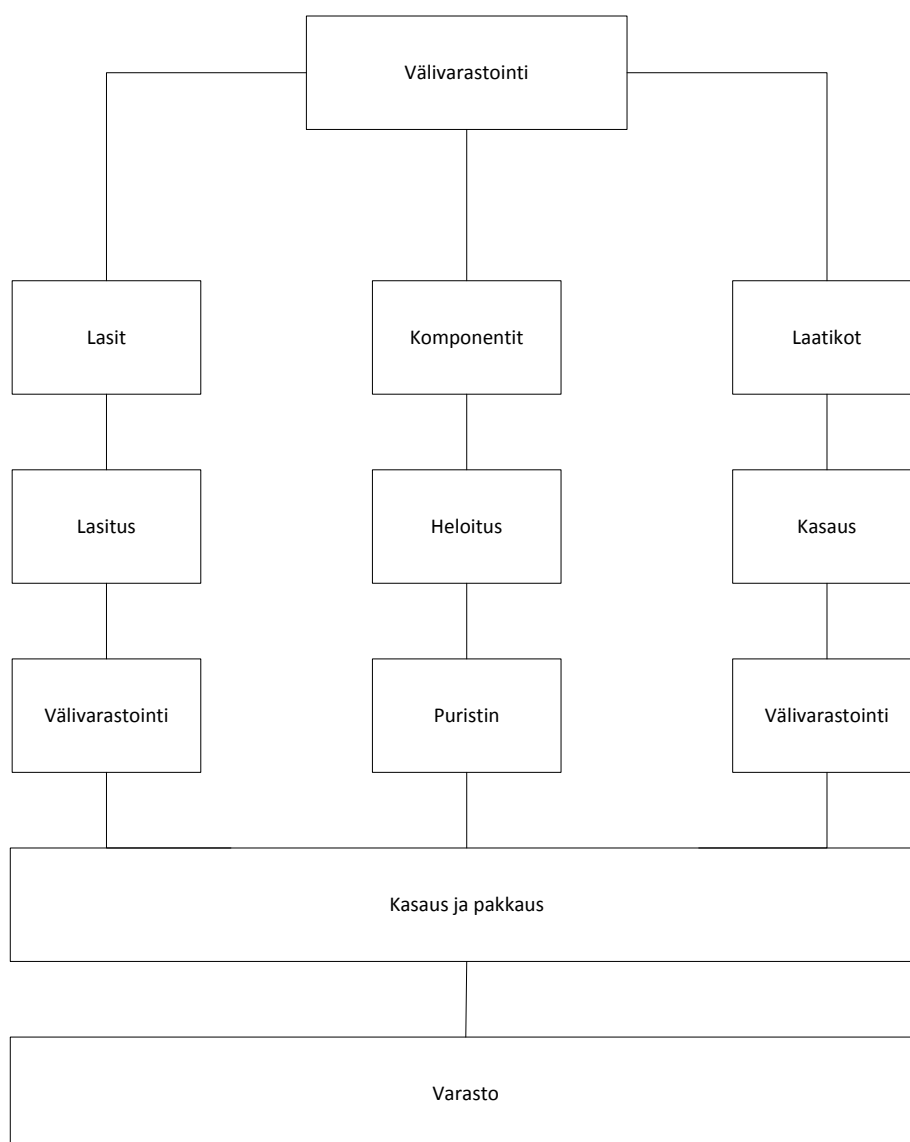 Välivarastointi
Lasit
Komponentit
Laatikot
Lasitus
Heloitus
Kasaus
Välivarastointi
Puristin
Välivarastointi
Kasaus ja pakkaus
Varasto